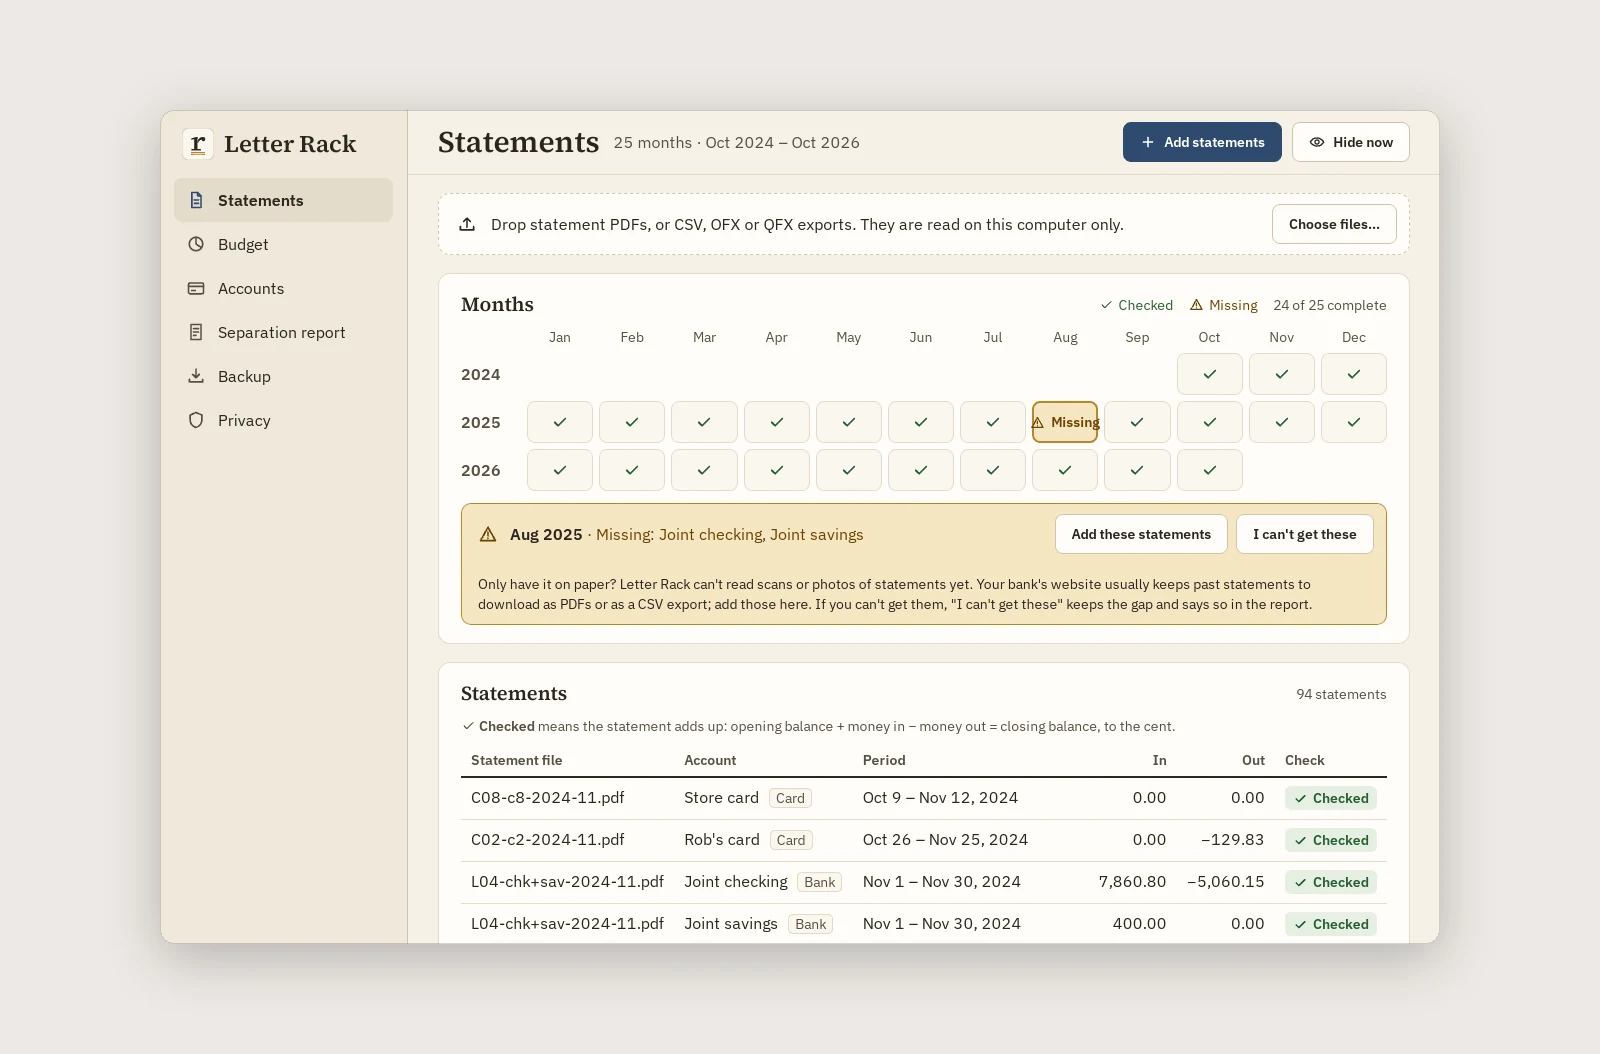 r Letter Rack
Statements
Budget
Accounts
Separation report
Backup
Privacy
Statements 25 months · Oct 2024 – Oct 2026
Add statements
Hide now
Drop statement PDFs, or CSV, OFX or QFX exports. They are read on this computer only.
Choose files...
Months
Checked Missing 24 of 25 complete
Jan Feb Mar Apr May Jun Jul Aug Sep Oct Nov Dec
2024
2025 Missing
2026
Aug 2025 · Missing: Joint checking, Joint savings
Add these statements
I can't get these
Only have it on paper? Letter Rack can't read scans or photos of statements yet. Your bank's website usually keeps past statements to
download as PDFs or as a CSV export; add those here. If you can't get them, "I can't get these" keeps the gap and says so in the report.
Statements
94 statements
Checked means the statement adds up: opening balance + money in − money out = closing balance, to the cent.
Statement file Account Period In Out Check
C08-c8-2024-11.pdf Store card Card Oct 9 – Nov 12, 2024 0.00 0.00 Checked
C02-c2-2024-11.pdf Rob's card Card Oct 26 – Nov 25, 2024 0.00 −129.83 Checked
L04-chk+sav-2024-11.pdf Joint checking Bank Nov 1 – Nov 30, 2024 7,860.80 −5,060.15 Checked
L04-chk+sav-2024-11.pdf Joint savings Bank Nov 1 – Nov 30, 2024 400.00 0.00 Checked